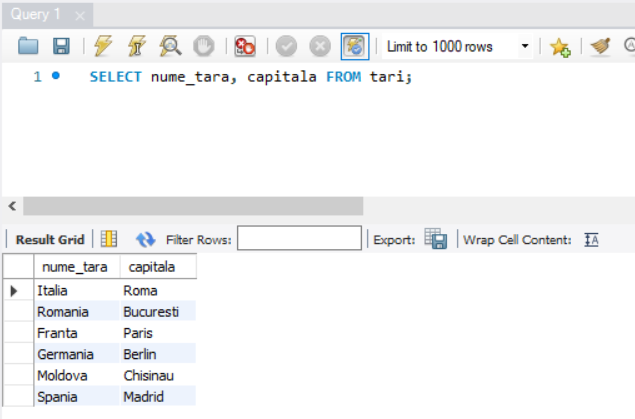 Query 1
Limit to 1000 rows
1 SELECT nume_tara, capitala FROM tari;
Result Grid Filter Rows: Export: Wrap Cell Content: IA
nume_tara capitala
Italia Roma
Romania Bucuresti
Franta Paris
Germania Berlin
Moldova Chisinau
Spania Madrid